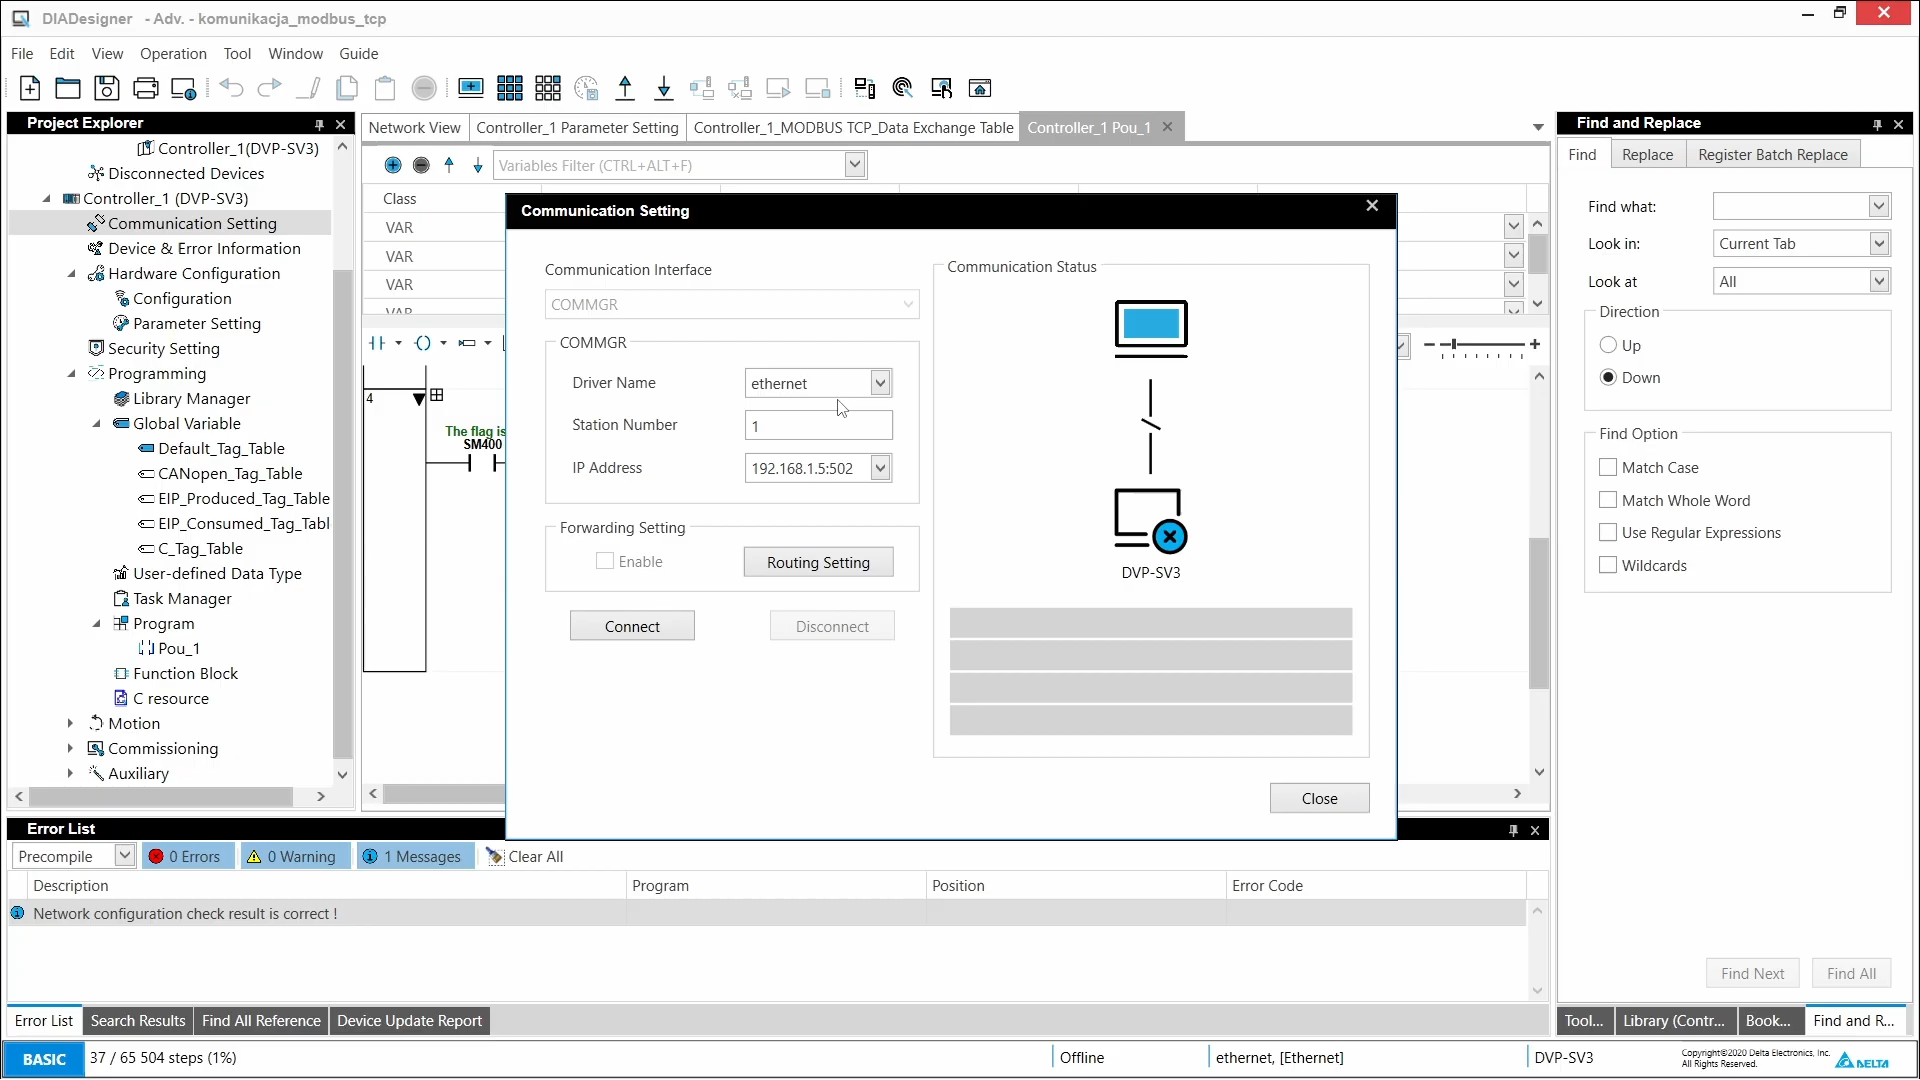 DIADesigner - Adv. - komunikacja_modbus_tcp
File Edit View Operation Tool Window Guide
Project Explorer
Controller_1(DVP-SV3)
Disconnected Devices
Controller_1 (DVP-SV3)
Communication Setting
Device & Error Information
Hardware Configuration
Configuration
Parameter Setting
Security Setting
Programming
Library Manager
Global Variable
Default_Tag_Table
CANopen_Tag_Table
EIP_Produced_Tag_Table
EIP_Consumed_Tag_Tabl
C_Tag_Table
User-defined Data Type
Task Manager
Program
Pou_1
Function Block
C resource
Motion
Commissioning
Auxiliary
Network View Controller_1 Parameter Setting Controller_1_MODBUS TCP_Data Exchange Table Controller_1 Pou_1
Variables Filter (CTRL+ALT+F)
Class
VAR
VAR
VAR
VAR
4
The flag is
SM400
Communication Setting
Communication Interface
COMMGR
COMMGR
Driver Name ethernet
Station Number 1
IP Address 192.168.1.5:502
Forwarding Setting
Enable Routing Setting
Connect Disconnect
Communication Status
DVP-SV3
Close
Find and Replace
Find Replace Register Batch Replace
Find what:
Look in: Current Tab
Look at All
Direction
Up
Down
Find Option
Match Case
Match Whole Word
Use Regular Expressions
Wildcards
Find Next Find All
Tool... Library (Contr... Book... Find and R...
Error List
Precompile 0 Errors 0 Warning 1 Messages Clear All
Description Program Position Error Code
Network configuration check result is correct !
Error List Search Results Find All Reference Device Update Report
BASIC 37 / 65 504 steps (1%) Offline ethernet, [Ethernet] DVP-SV3
Copyright©2020 Delta Electronics, Inc.
All Rights Reserved.
DELTA